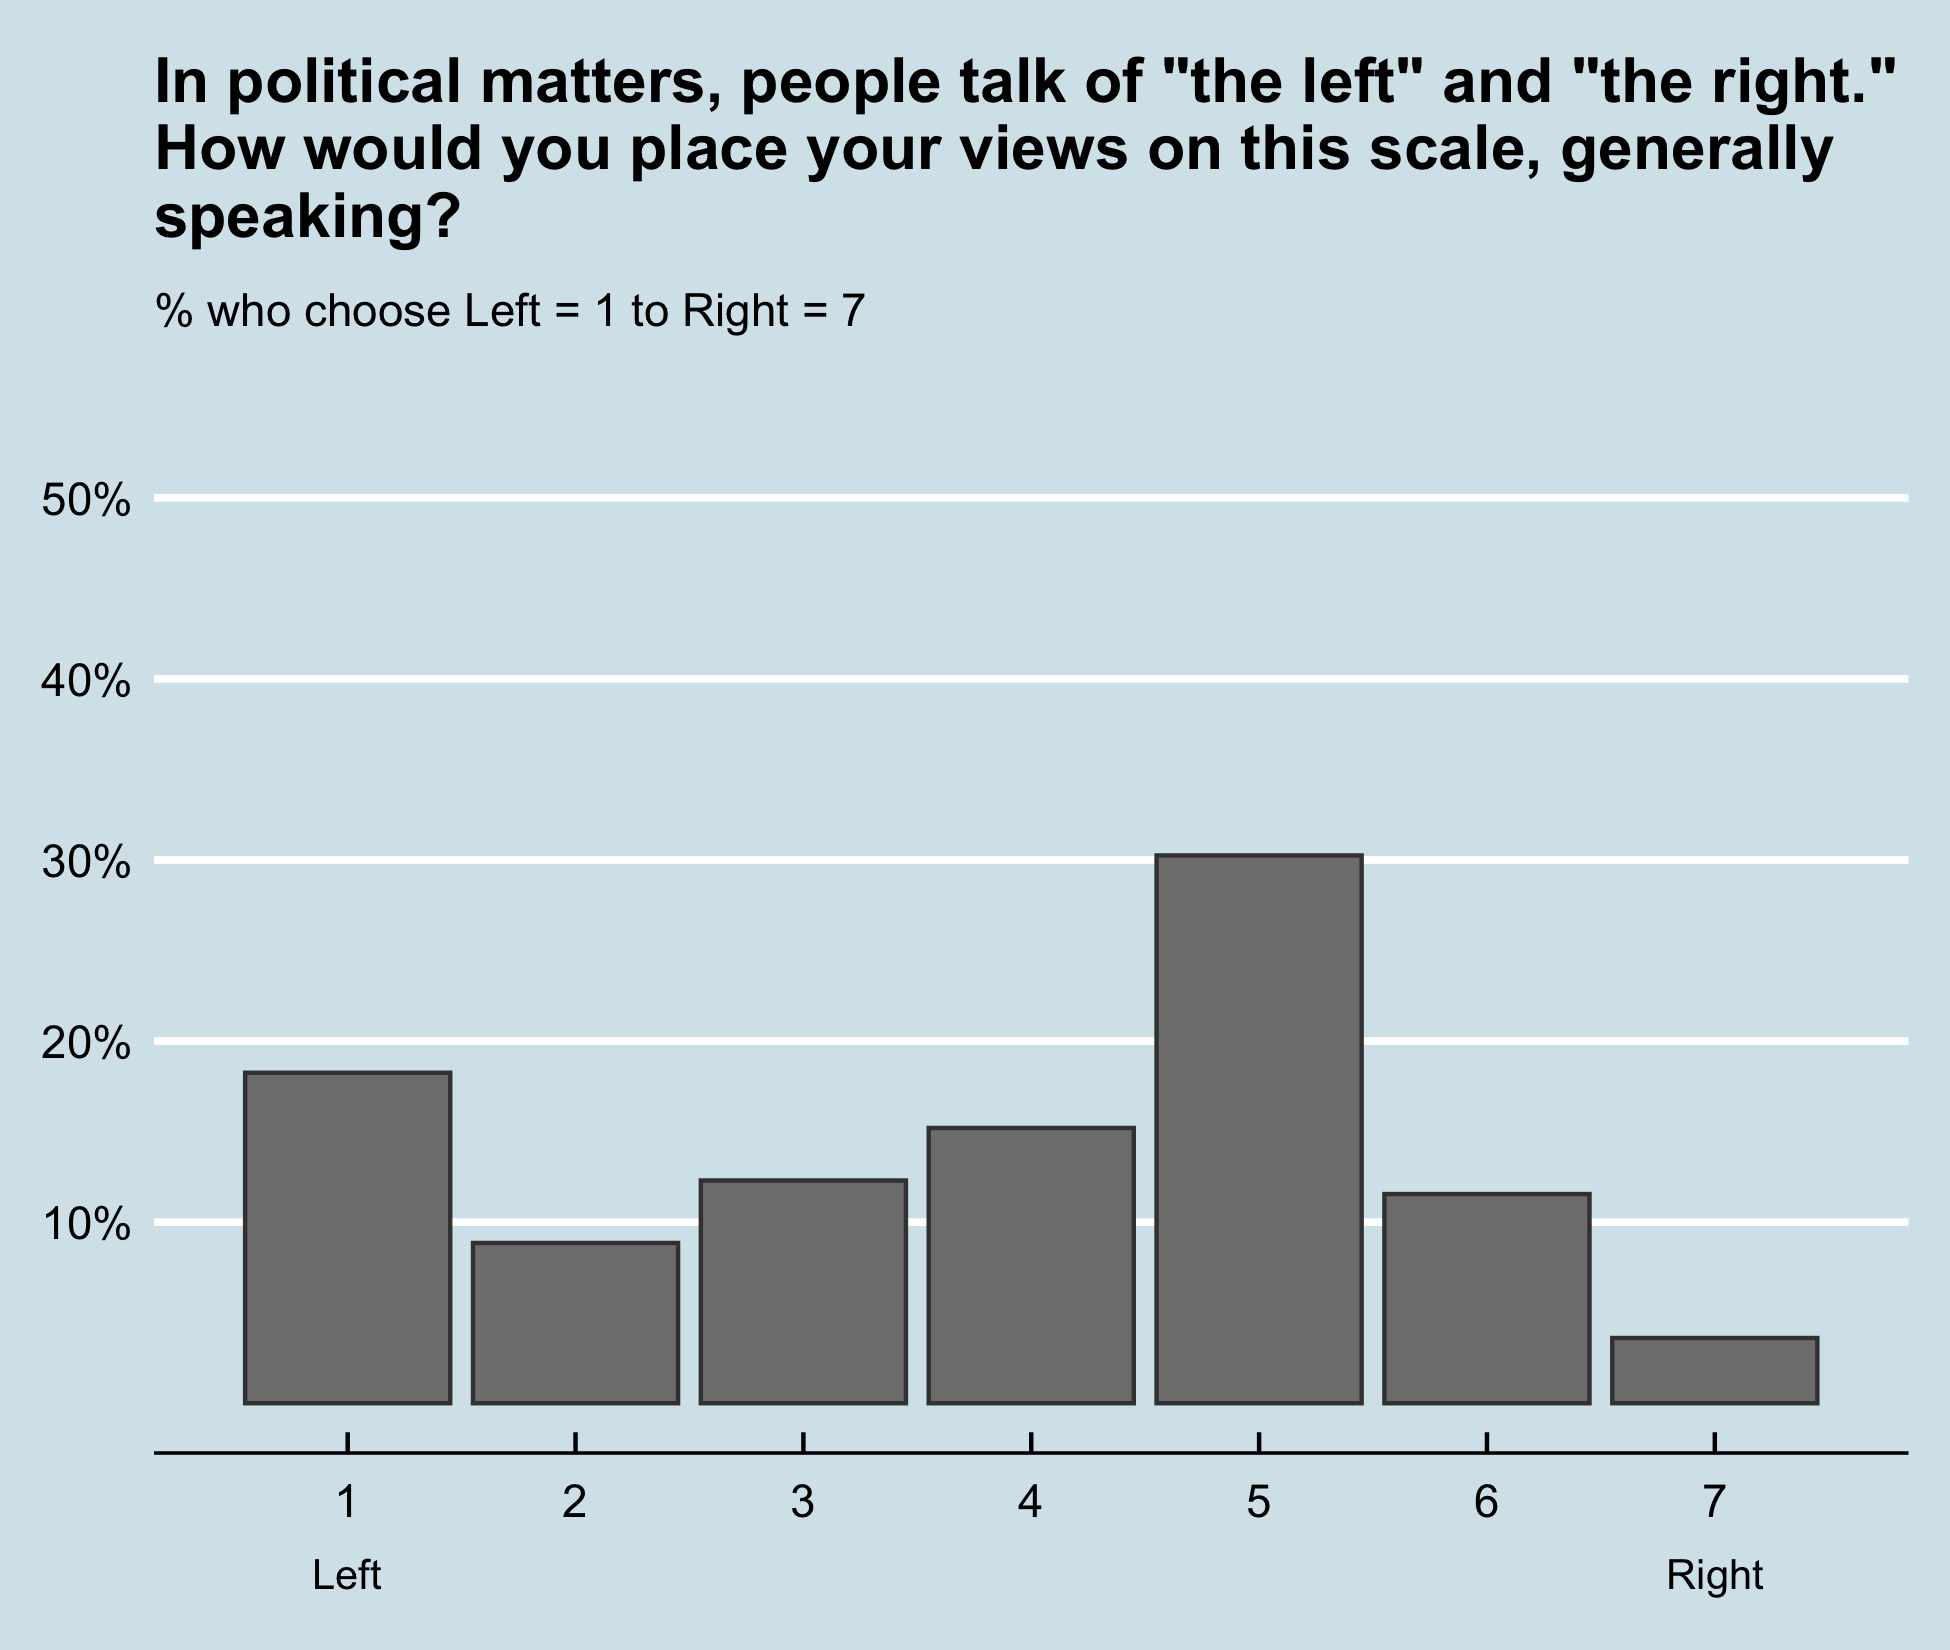 In political matters, people talk of "the left" and "the right."
How would you place your views on this scale, generally
speaking?
% who choose Left = 1 to Right = 7
50%
40%
30%
20%
10%
1 2 3 4 5 6 7
Left Right